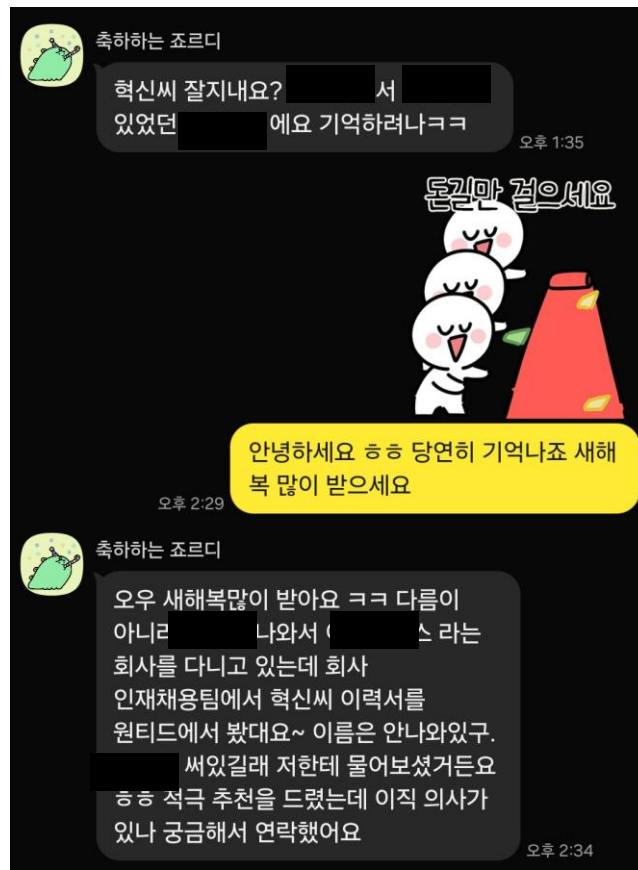 축하하는 죠르디
혁신씨 잘지내요? 서
있었던 에요 기억하려나ㅋㅋ
오후 1:35
돈길만 걸으세요
안녕하세요 ㅎㅎ 당연히 기억나죠 새해
복 많이 받으세요
오후 2:29
축하하는 죠르디
오우 새해복많이 받아요 ㅋㅋ 다름이
아니라 나와서 스 라는
회사를 다니고 있는데 회사
인재채용팀에서 혁신씨 이력서를
원티드에서 봤대요~ 이름은 안나와있구.
써있길래 저한테 물어보셨거든요
ㅎㅎ 적극 추천을 드렸는데 이직 의사가
있나 궁금해서 연락했어요
오후 2:34